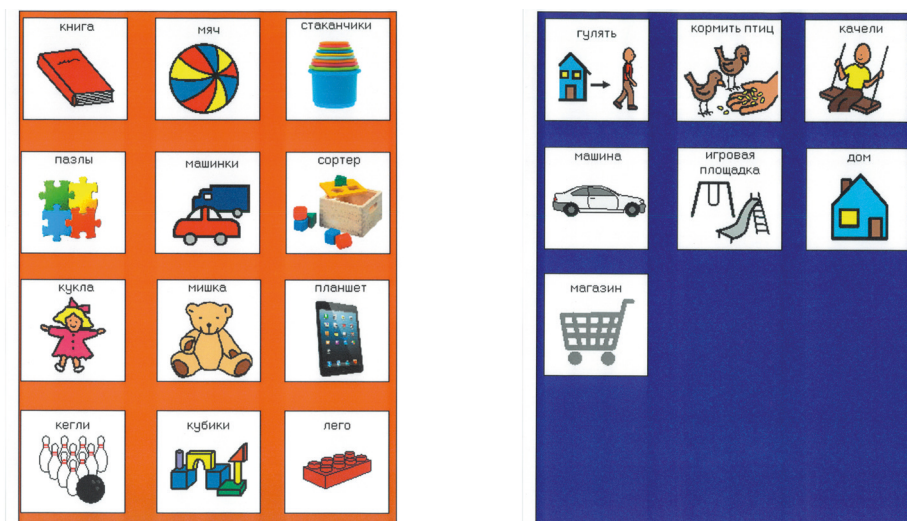 книга
мяч
стаканчики
пазлы
машинки
сортер
кукла
мишка
планшет
кегли
кубики
лего
гулять
кормить птиц
качели
машина
игровая
площадка
дом
магазин